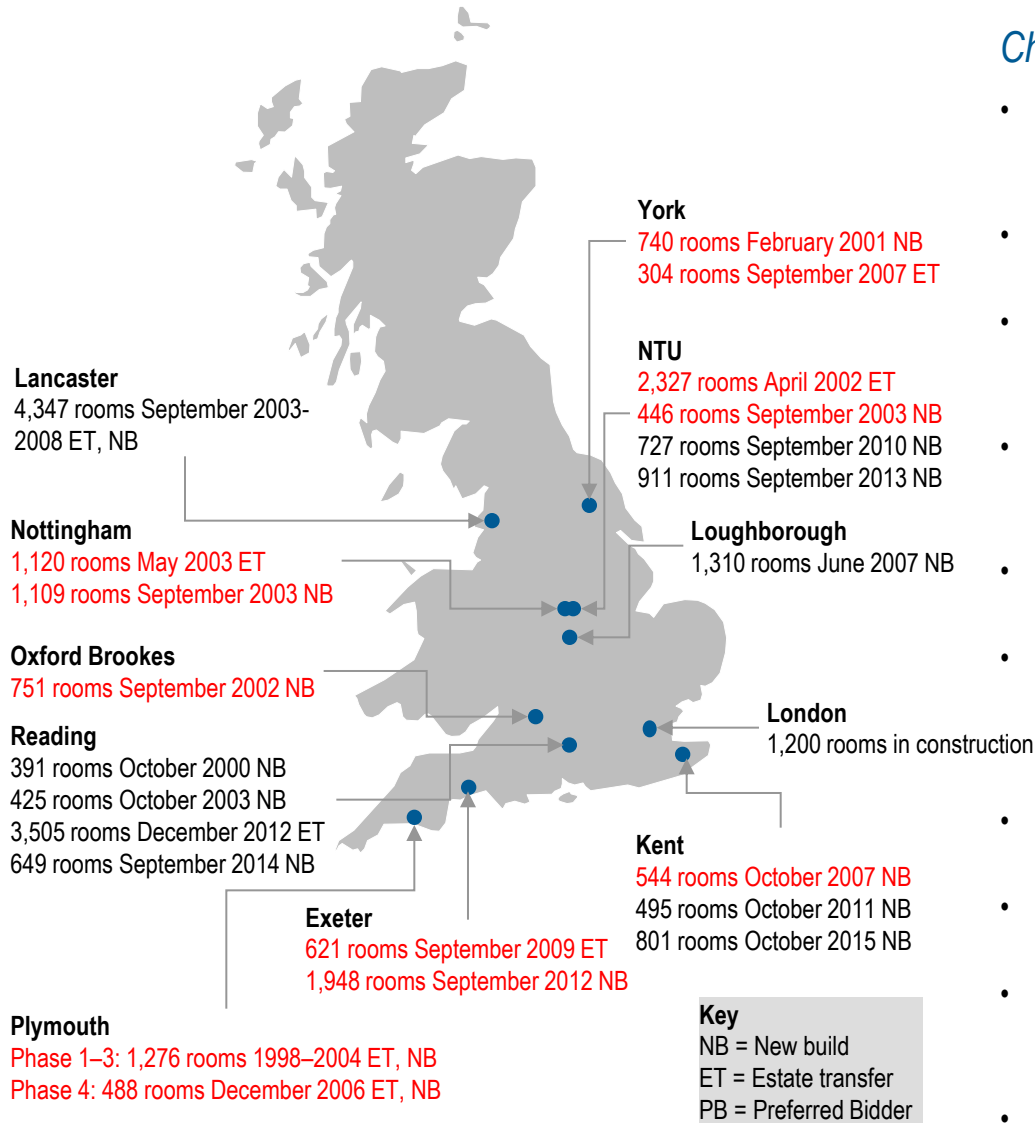 Ch
York
740 rooms February 2001 NB
304 rooms September 2007 ET
NTU
2,327 rooms April 2002 ET
446 rooms September 2003 NB
727 rooms September 2010 NB
911 rooms September 2013 NB
Lancaster
4,347 rooms September 2003-
2008 ET, NB
Nottingham
1,120 rooms May 2003 ET
1,109 rooms September 2003 NB
Loughborough
1,310 rooms June 2007 NB
Oxford Brookes
751 rooms September 2002 NB
Reading
391 rooms October 2000 NB
425 rooms October 2003 NB
3,505 rooms December 2012 ET
649 rooms September 2014 NB
London
1,200 rooms in construction
Kent
544 rooms October 2007 NB
495 rooms October 2011 NB
801 rooms October 2015 NB
Exeter
621 rooms September 2009 ET
1,948 rooms September 2012 NB
Plymouth
Phase 1–3: 1,276 rooms 1998–2004 ET, NB
Phase 4: 488 rooms December 2006 ET, NB
Key
NB = New build
ET = Estate transfer
PB = Preferred Bidder